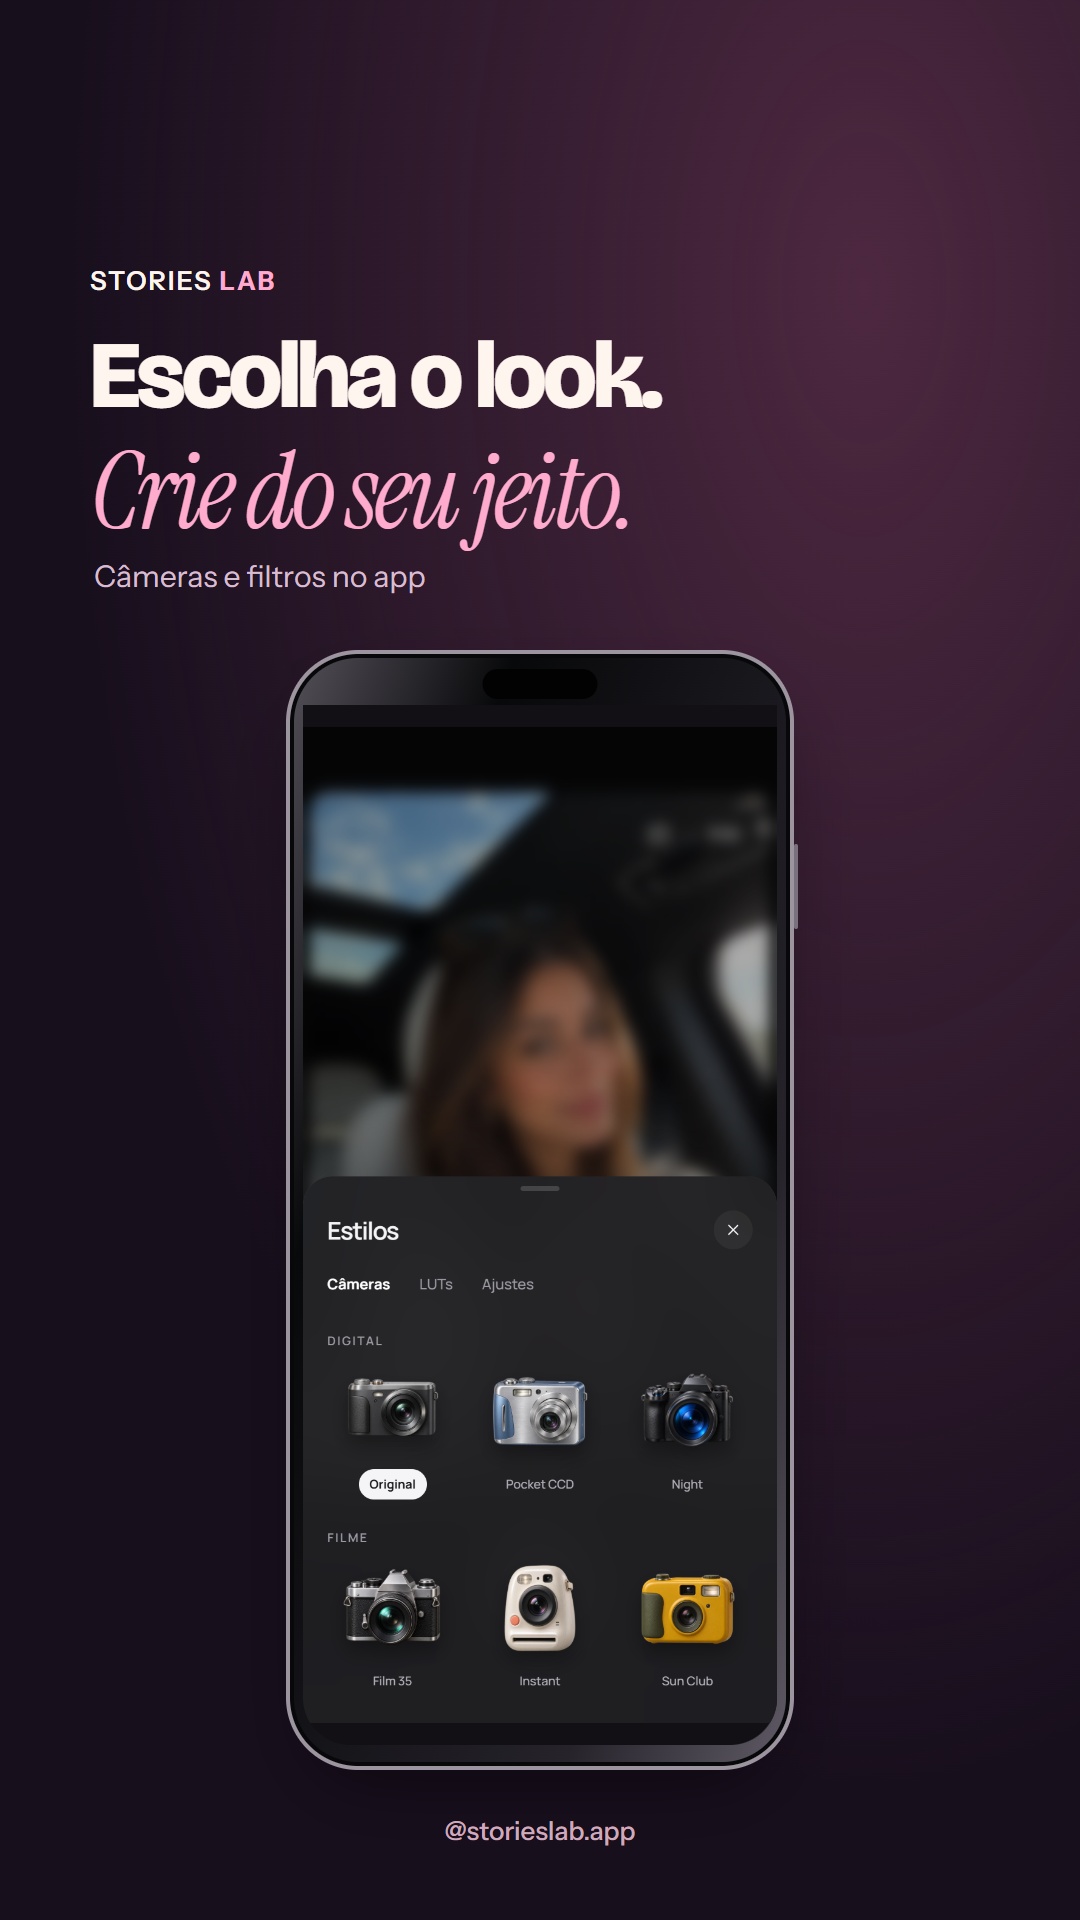 STORIES LAB
Escolha o look.
Crie do seu jeito.
Câmeras e filtros no app
Estilos
Câmeras LUTs Ajustes
DIGITAL
Original Pocket CCD Night
FILME
Film 35 Instant Sun Club
@storieslab.app